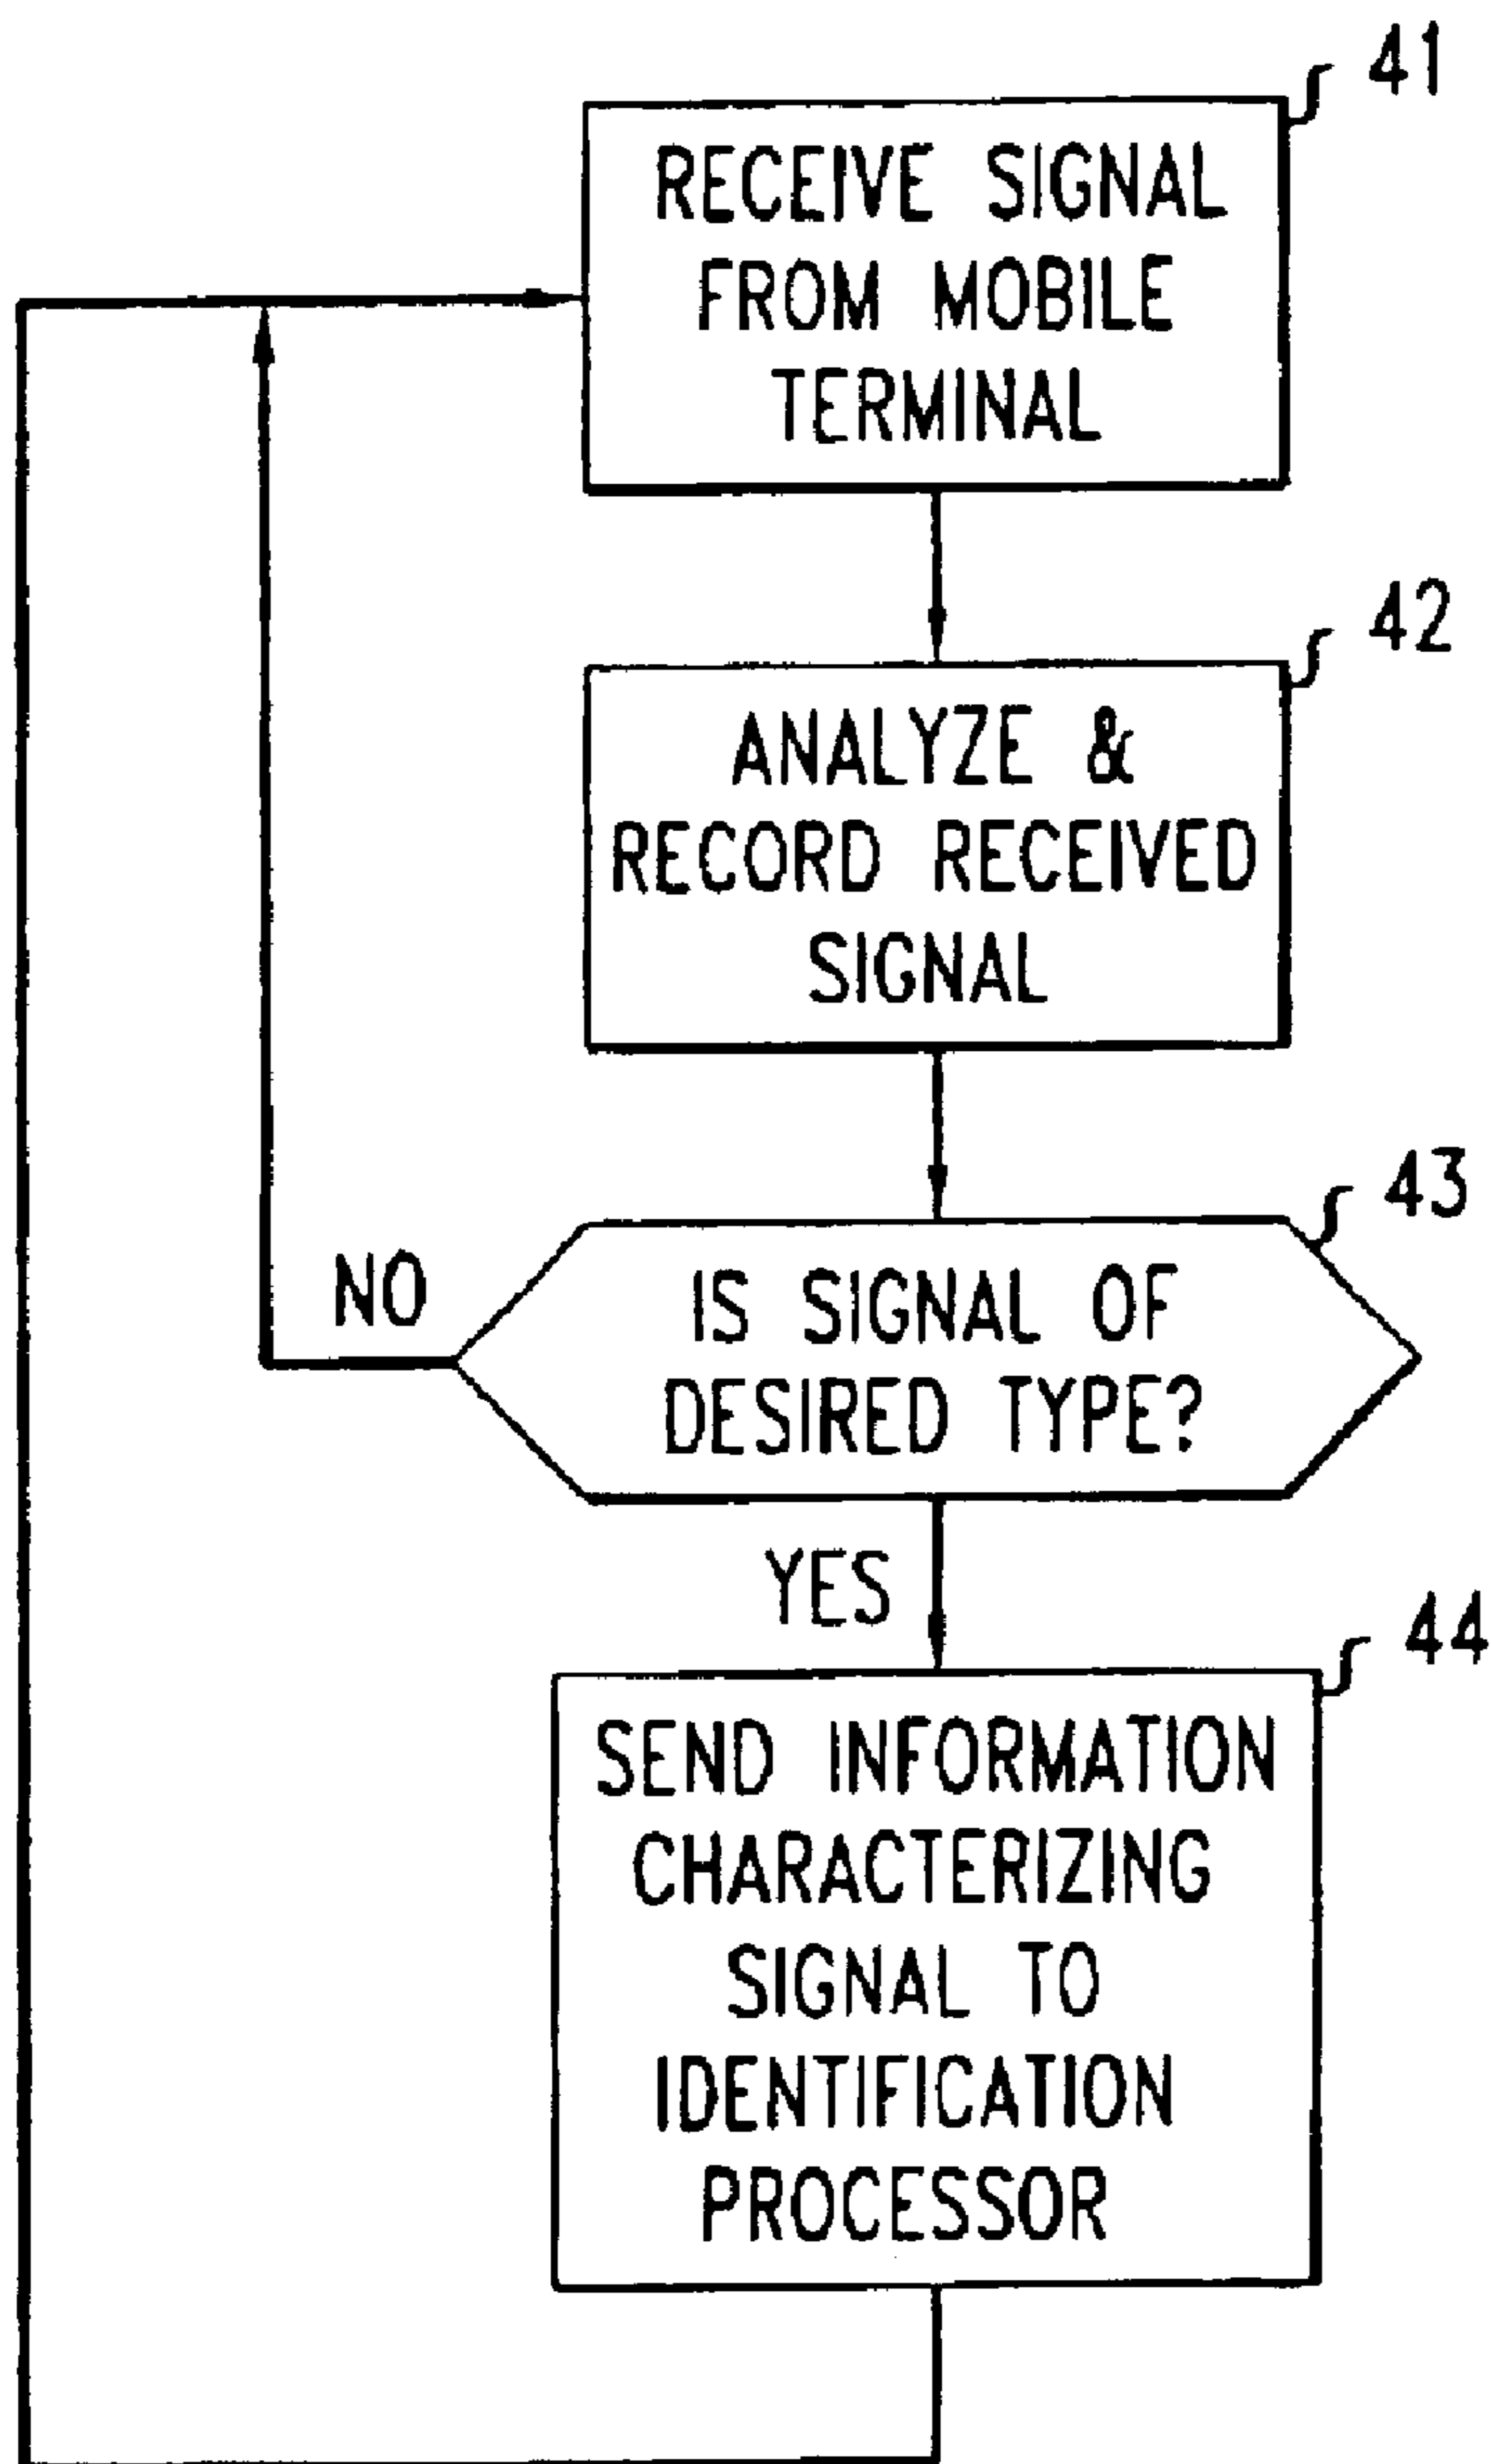 41
RECEIVE SIGNAL
FROM MOBILE
TERMINAL
42
ANALYZE &
RECORD RECEIVED
SIGNAL
43
NO
IS SIGNAL OF
DESIRED TYPE?
YES
44
SEND INFORMATION
CHARACTERIZING
SIGNAL TO
IDENTIFICATION
PROCESSOR